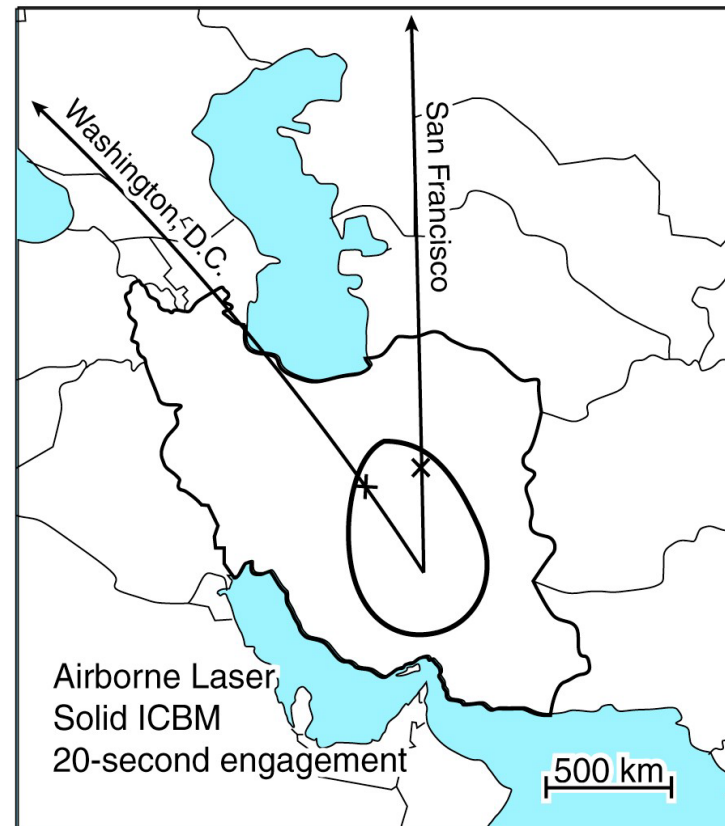 Washington, D.C.
San Francisco
Airborne Laser
Solid ICBM
20-second engagement
500 km